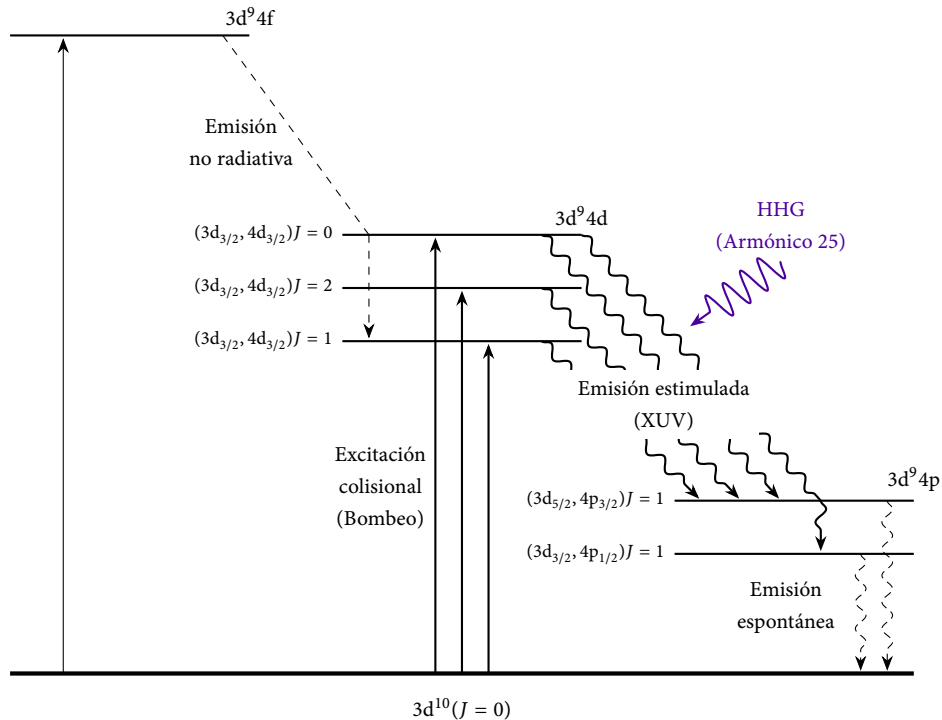 3d⁹4f
Emisión
no radiativa
HHG
(Armónico 25)
3d⁹4d
(3d₃/₂, 4d₃/₂)J = 0
(3d₃/₂, 4d₃/₂)J = 2
(3d₃/₂, 4d₃/₂)J = 1
Emisión estimulada
(XUV)
Excitación
colisional
(Bombeo)
3d⁹4p
(3d₅/₂, 4p₃/₂)J = 1
(3d₃/₂, 4p₁/₂)J = 1
Emisión
espontánea
3d¹⁰(J = 0)